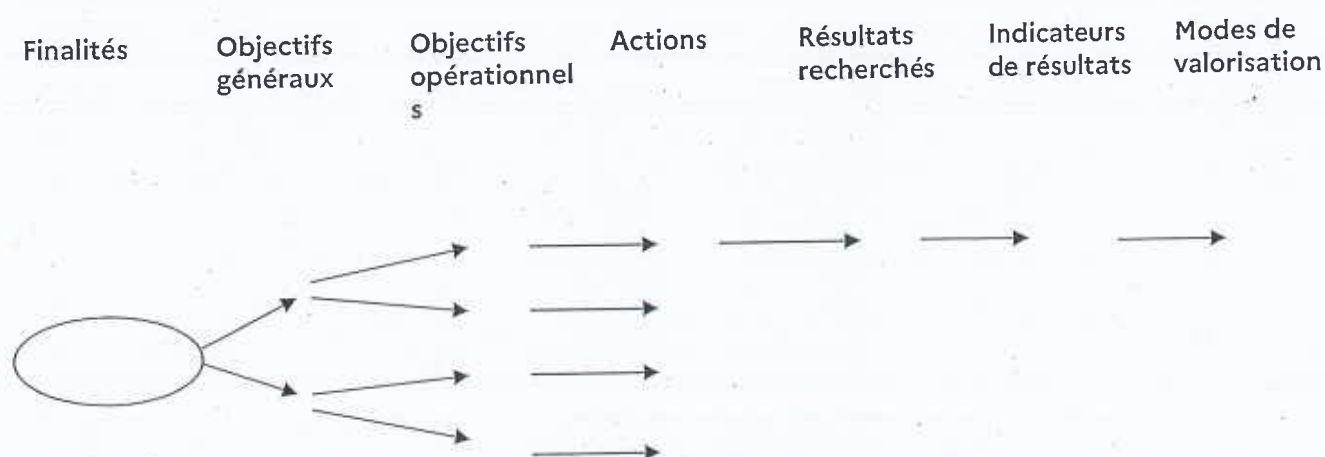 Finalités
Objectifs
généraux
Objectifs
opérationnel
s
Actions
Résultats
recherchés
Indicateurs
de résultats
Modes de
valorisation